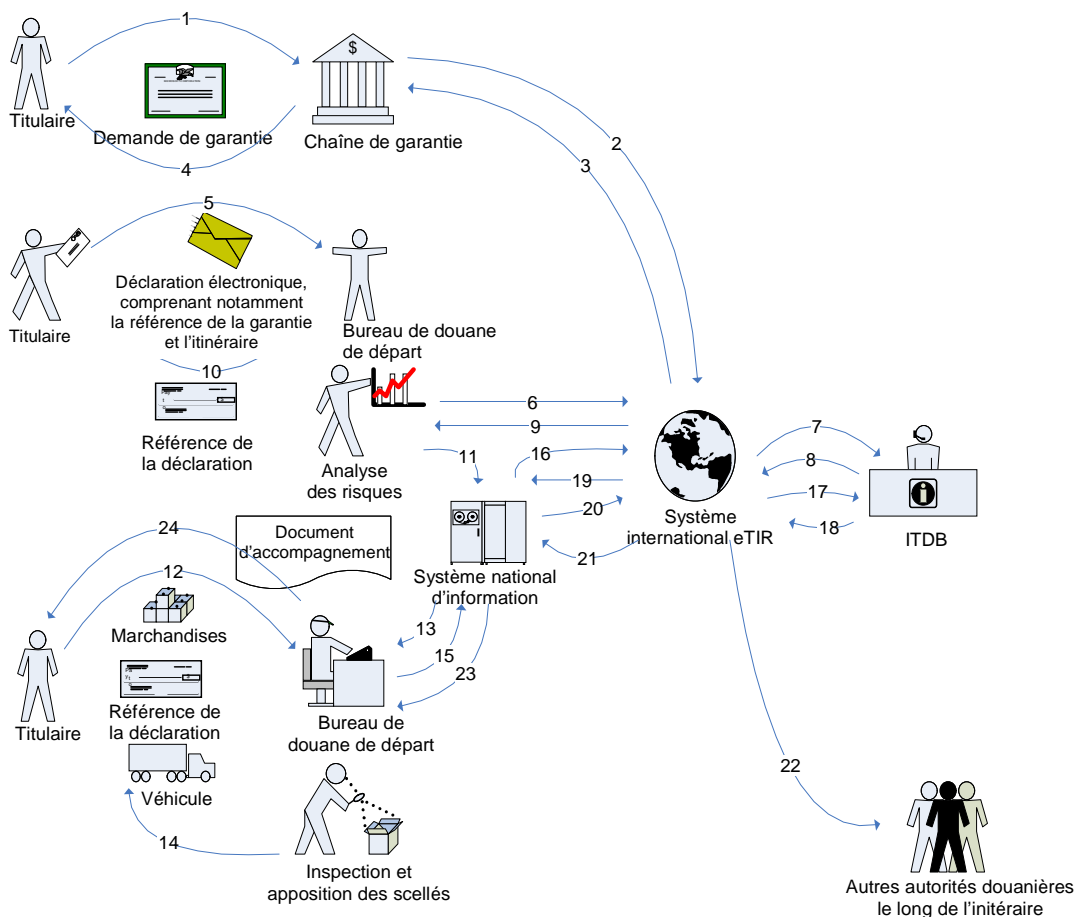 1
$
Titulaire
Demande de garantie
Chaîne de garantie
2
3
4
5
Titulaire
Déclaration électronique,
comprenant notamment
la référence de la garantie
et l'itinéraire
Bureau de douane
de départ
10
Référence de
la déclaration
Analyse
des risques
6
9
11
16
19
20
21
7
8
17
18
Système
international eTIR
ITDB
Système national
d'information
Document
d'accompagnement
24
12
Marchandises
13
15
23
Titulaire
Référence de
la déclaration
Bureau de
douane de départ
Véhicule
14
Inspection et
apposition des scellés
22
Autres autorités douanières
le long de l'initéraire